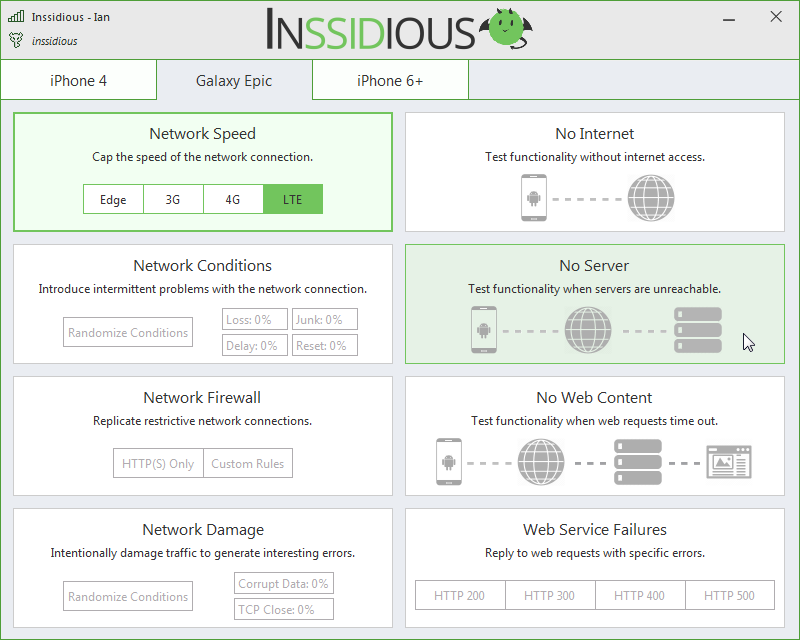 Inssidious - Ian
inssidious
INSSIDIOUS
iPhone 4
Galaxy Epic
iPhone 6+
Network Speed
Cap the speed of the network connection.
Edge 3G 4G LTE
No Internet
Test functionality without internet access.
Network Conditions
Introduce intermittent problems with the network connection.
Randomize Conditions
Loss: 0% Junk: 0%
Delay: 0% Reset: 0%
No Server
Test functionality when servers are unreachable.
Network Firewall
Replicate restrictive network connections.
HTTP(S) Only Custom Rules
No Web Content
Test functionality when web requests time out.
Network Damage
Intentionally damage traffic to generate interesting errors.
Randomize Conditions
Corrupt Data: 0%
TCP Close: 0%
Web Service Failures
Reply to web requests with specific errors.
HTTP 200 HTTP 300 HTTP 400 HTTP 500